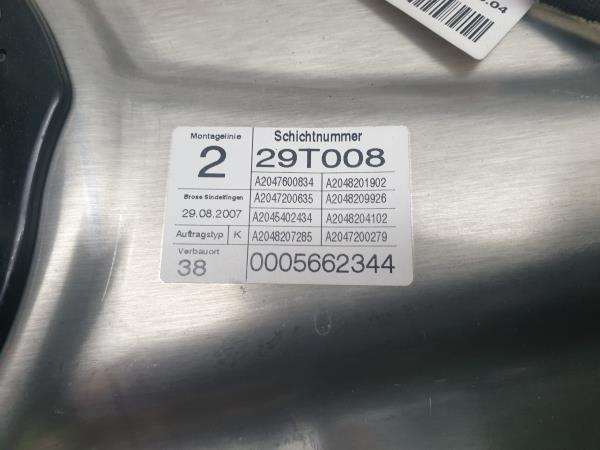 .04
Montagelinie
Schichtnummer
2
29T008
A2047600834 A2048201902
Brose Sindelfingen
A2047200635 A2048209926
29.08.2007
A2045402434 A2048204102
Auftragstyp K
A2048207285 A2047200279
Verbauort
38
0005662344